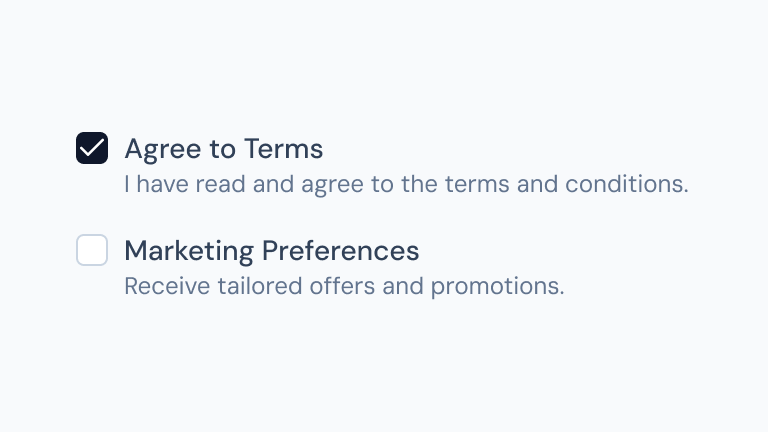 Agree to Terms
I have read and agree to the terms and conditions.
Marketing Preferences
Receive tailored offers and promotions.